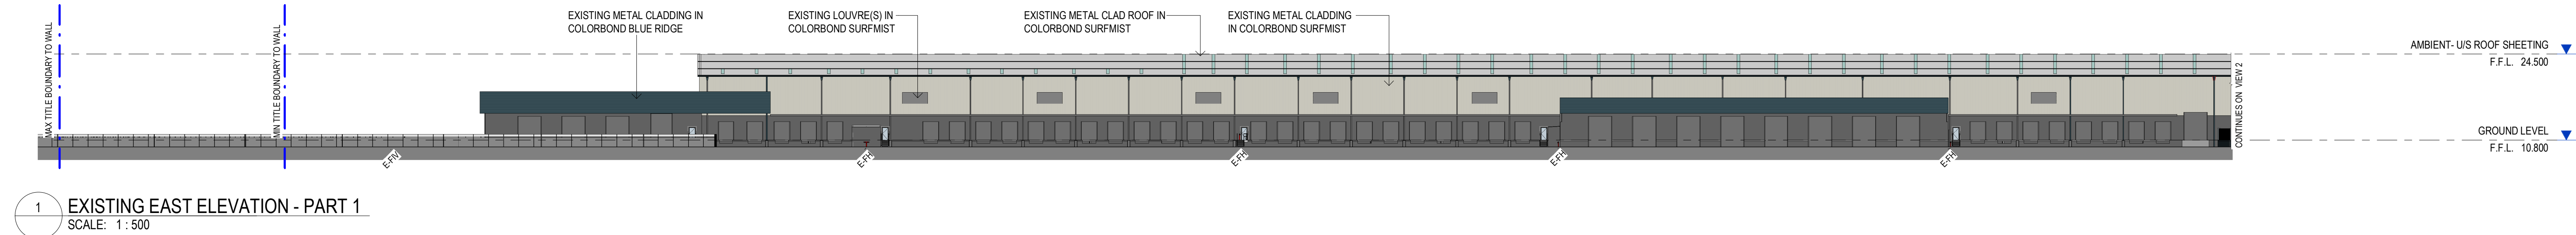 EXISTING METAL CLADDING IN
COLORBOND BLUE RIDGE
EXISTING LOUVRE(S) IN
COLORBOND SURFMIST
EXISTING METAL CLAD ROOF IN
COLORBOND SURFMIST
EXISTING METAL CLADDING
IN COLORBOND SURFMIST
MAX TITLE BOUNDARY TO WALL
MIN TITLE BOUNDARY TO WALL
CONTINUES ON VIEW 2
AMBIENT- U/S ROOF SHEETING
F.F.L. 24.500
GROUND LEVEL
F.F.L. 10.800
E-FIV
E-FH
E-FH
E-FH
E-FH
1
EXISTING EAST ELEVATION - PART 1
SCALE: 1 : 500